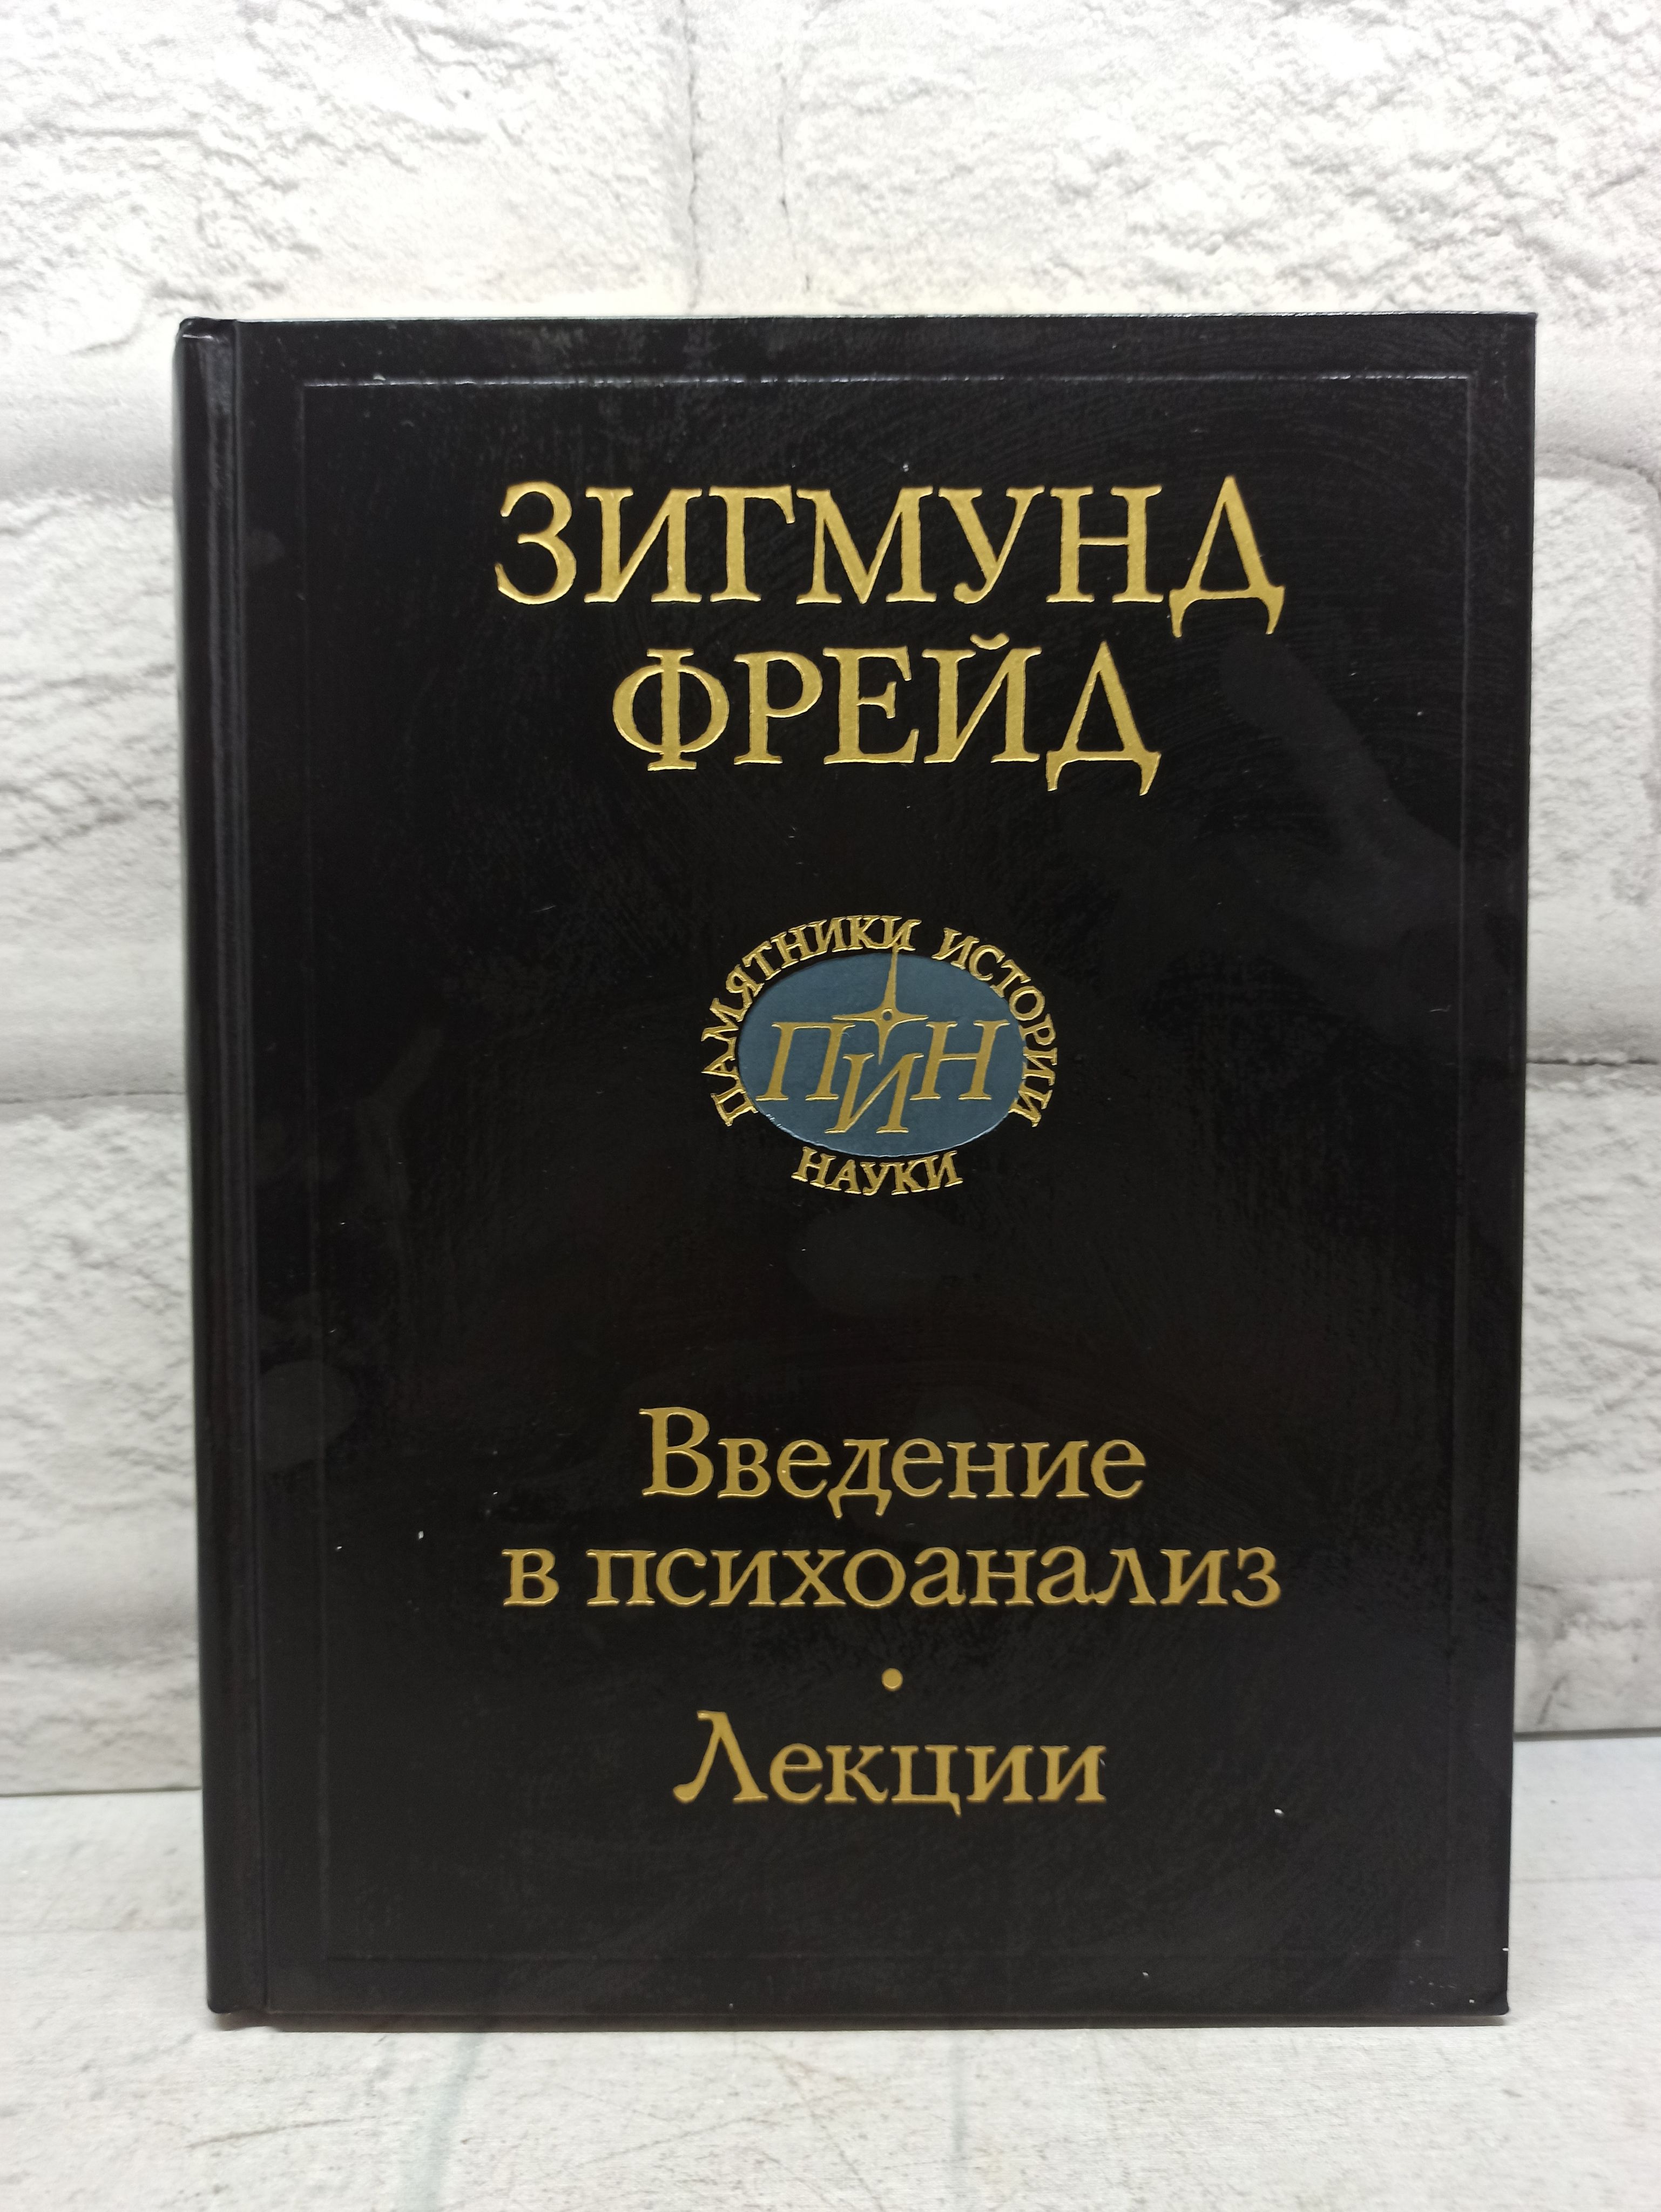 ЗИГМУНД
ФРЕЙД
ПАМЯТНИКИ ИСТОРИИ
ПИН
НАУКИ
Введение
в психоанализ
•
Лекции